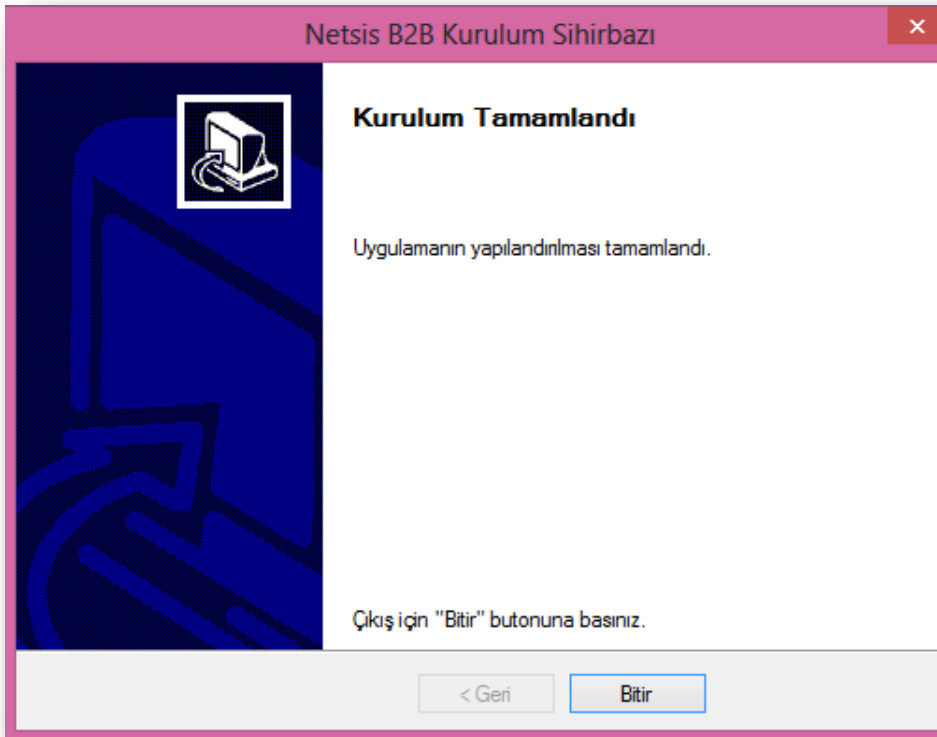 Netsis B2B Kurulum Sihirbazı
Kurulum Tamamlandı
Uygulamanın yapılandırılması tamamlandı.
Çıkış için "Bitir" butonuna basınız.
< Geri
Bitir